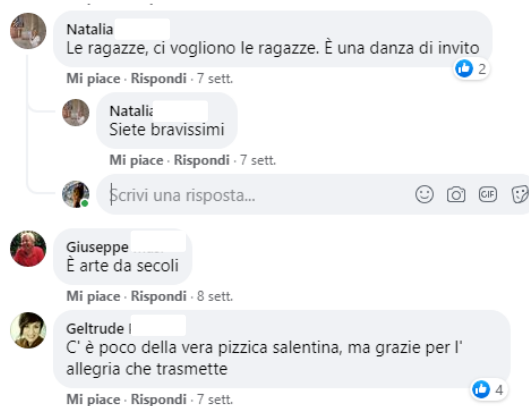 Natalia
Le ragazze, ci vogliono le ragazze. È una danza di invito
2
Mi piace · Rispondi · 7 sett.
Natalia
Siete bravissimi
Mi piace · Rispondi · 7 sett.
Scrivi una risposta...
GIF
Giuseppe
È arte da secoli
Mi piace · Rispondi · 8 sett.
Geltrude
C' è poco della vera pizzica salentina, ma grazie per l'
allegria che trasmette
4
Mi piace · Rispondi · 7 sett.